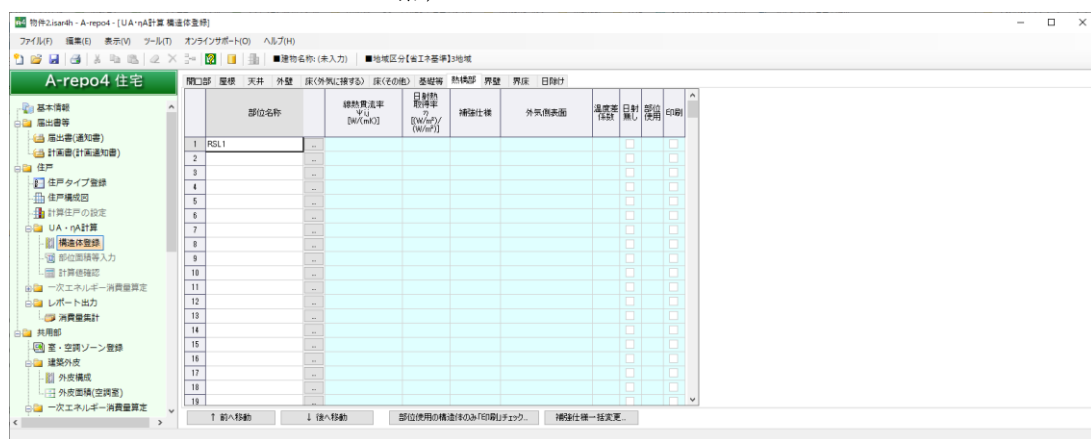 物件2.isar4h - A-repo4 - [UA・ηA計算 構造体登録]
ファイル(F) 編集(E) 表示(V) ツール(T) オンラインサポート(O) ヘルプ(H)
■建物名称:(未入力) ■地域区分【省エネ基準】3地域
A-repo4 住宅
基本情報
届出書等
届出書(通知書)
計画書(計画通知書)
住戸
住戸タイプ登録
住戸構成図
計算住戸の設定
UA・ηA計算
構造体登録
部位面積等入力
計算値確認
一次エネルギー消費量算定
レポート出力
消費量集計
共用部
室・空調ゾーン登録
建築外皮
外皮構成
外皮面積(空調室)
一次エネルギー消費量算定
開口部 屋根 天井 外壁 床(外気に接する) 床(その他) 基礎等 熱橋部 界壁 界床 日除け
部位名称
線熱貫流率
Ψij
[W/(mK)]
日射熱
取得率
η
[(W/m²)/
(W/m²)]
補強仕様
外気側表面
温度差
係数
日射
無し
部位
使用
印刷
1 RSL1 ..
2 ..
3 ..
4 ..
5 ..
6 ..
7 ..
8 ..
9 ..
10 ..
11 ..
12 ..
13 ..
14 ..
15 ..
16 ..
17 ..
18 ..
19
↑ 前へ移動 ↓ 後へ移動 部位使用の構造体のみ「印刷」チェック... 補強仕様一括変更...